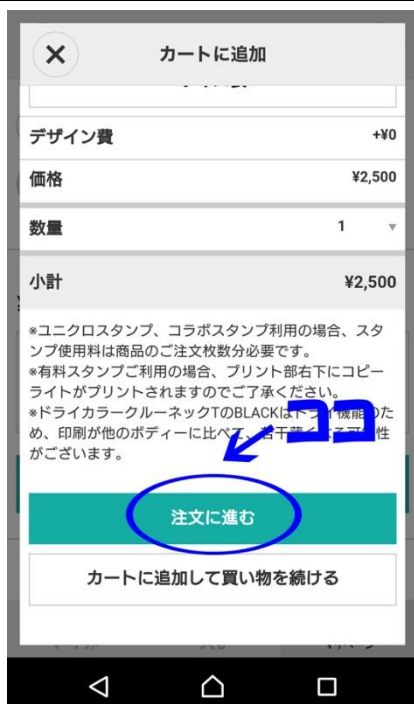 カートに追加
デザイン費 +¥0
価格 ¥2,500
数量 1
小計 ¥2,500
*ユニクロスタンプ、コラボスタンプ利用の場合、スタ
ンプ使用料は商品のご注文枚数分必要です。
*有料スタンプご利用の場合、プリント部右下にコピー
ライトがプリントされますのでご了承ください。
*ドライカラークルーネックTのBLACKはドライ機能のた
め、印刷が他のボディーに比べて、若干薄くなる可能性
がございます。
ココ
注文に進む
カートに追加して買い物を続ける